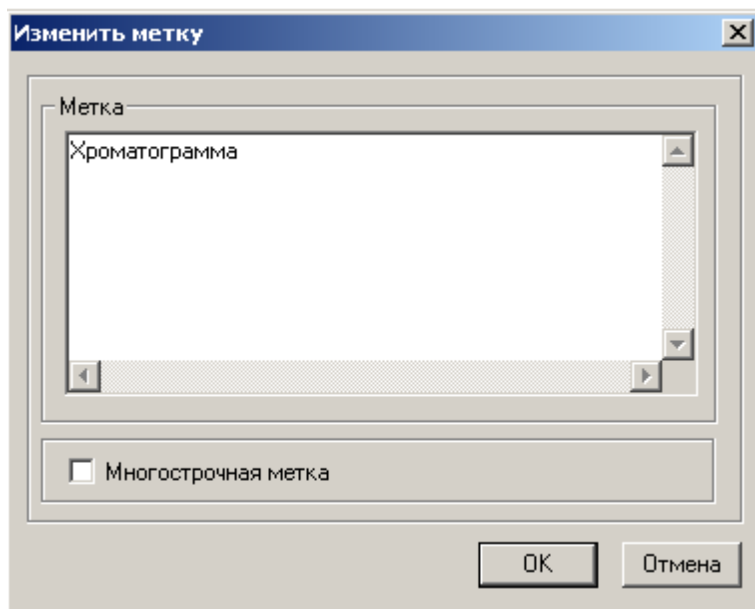 Изменить метку
Метка
Хроматограмма
Многострочная метка
OK
Отмена